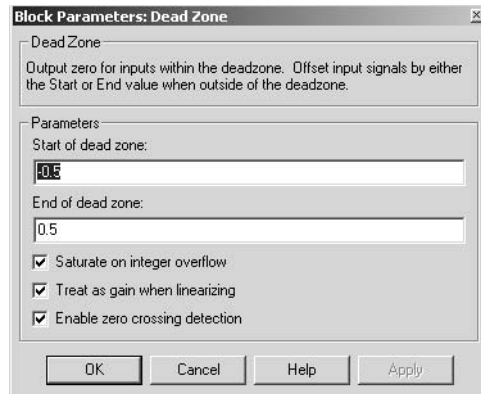 Block Parameters: Dead Zone
Dead Zone
Output zero for inputs within the deadzone. Offset input signals by either
the Start or End value when outside of the deadzone.
Parameters
Start of dead zone:
-0.5
End of dead zone:
0.5
Saturate on integer overflow
Treat as gain when linearizing
Enable zero crossing detection
OK Cancel Help Apply